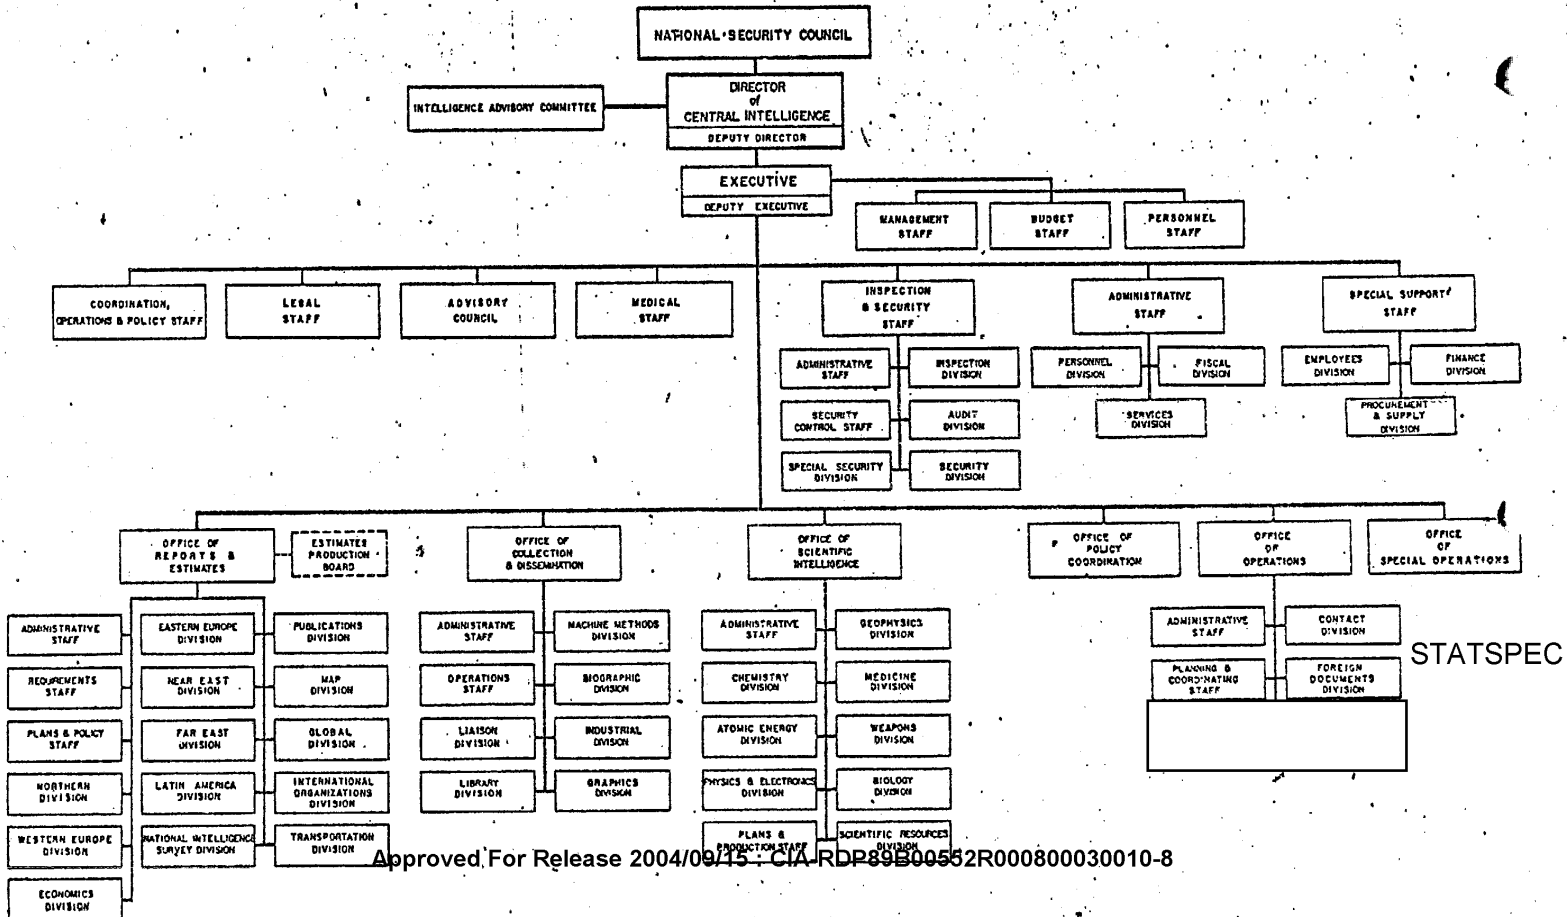 NATIONAL SECURITY COUNCIL
DIRECTOR
of
CENTRAL INTELLIGENCE
DEPUTY DIRECTOR
INTELLIGENCE ADVISORY COMMITTEE
EXECUTIVE
DEPUTY EXECUTIVE
MANAGEMENT
STAFF
BUDGET
STAFF
PERSONNEL
STAFF
COORDINATION,
OPERATIONS & POLICY STAFF
LEGAL
STAFF
ADVISORY
COUNCIL
MEDICAL
STAFF
INSPECTION
& SECURITY
STAFF
ADMINISTRATIVE
STAFF
SPECIAL SUPPORT
STAFF
ADMINISTRATIVE
STAFF
INSPECTION
DIVISION
SECURITY
CONTROL STAFF
AUDIT
DIVISION
SPECIAL SECURITY
DIVISION
SECURITY
DIVISION
PERSONNEL
DIVISION
FISCAL
DIVISION
SERVICES
DIVISION
EMPLOYEES
DIVISION
FINANCE
DIVISION
PROCUREMENT
& SUPPLY
DIVISION
OFFICE OF
REPORTS &
ESTIMATES
ESTIMATES
PRODUCTION
BOARD
OFFICE OF
COLLECTION
& DISSEMINATION
OFFICE OF
SCIENTIFIC
INTELLIGENCE
OFFICE OF
POLICY
COORDINATION
OFFICE
OF
OPERATIONS
OFFICE
OF
SPECIAL OPERATIONS
ADMINISTRATIVE
STAFF
EASTERN EUROPE
DIVISION
PUBLICATIONS
DIVISION
REQUIREMENTS
STAFF
NEAR EAST
DIVISION
MAP
DIVISION
PLANS & POLICY
STAFF
FAR EAST
DIVISION
GLOBAL
DIVISION
NORTHERN
DIVISION
LATIN AMERICA
DIVISION
INTERNATIONAL
ORGANIZATIONS
DIVISION
WESTERN EUROPE
DIVISION
NATIONAL INTELLIGENCE
SURVEY DIVISION
TRANSPORTATION
DIVISION
ECONOMICS
DIVISION
ADMINISTRATIVE
STAFF
MACHINE METHODS
DIVISION
OPERATIONS
STAFF
BIOGRAPHIC
DIVISION
LIAISON
DIVISION
INDUSTRIAL
DIVISION
LIBRARY
DIVISION
GRAPHICS
DIVISION
ADMINISTRATIVE
STAFF
GEOPHYSICS
DIVISION
CHEMISTRY
DIVISION
MEDICINE
DIVISION
ATOMIC ENERGY
DIVISION
WEAPONS
DIVISION
PHYSICS & ELECTRONICS
DIVISION
BIOLOGY
DIVISION
PLANS &
PRODUCTION STAFF
SCIENTIFIC RESOURCES
DIVISION
ADMINISTRATIVE
STAFF
CONTACT
DIVISION
PLANNING &
COORDINATING
STAFF
FOREIGN
DOCUMENTS
DIVISION
STATSPEC
Approved For Release 2004/09/15 : CIA-RDP89B00552R000800030010-8